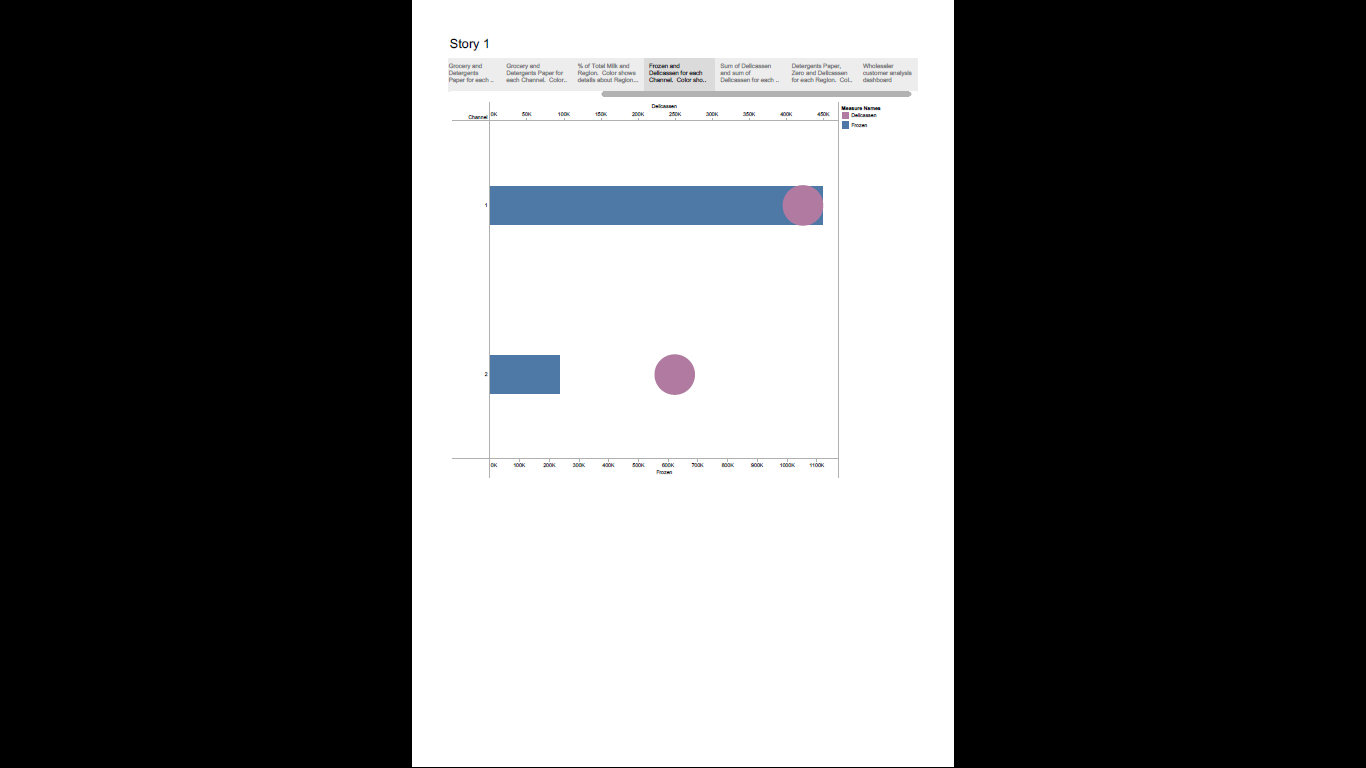 Story 1
Grocery and
Detergents
Paper for each ..
Grocery and
Detergents Paper for
each Channel. Color..
% of Total Milk and
Region. Color shows
details about Region...
Frozen and
Delicassen for each
Channel. Color sho..
Sum of Delicassen
and sum of
Delicassen for each ..
Detergents Paper,
Zero and Delicassen
for each Region. Col..
Wholesaler
customer analysis
dashboard
Delicassen
Channel
0K 50K 100K 150K 200K 250K 300K 350K 400K 450K
1
2
0K 100K 200K 300K 400K 500K 600K 700K 800K 900K 1000K 1100K
Frozen
Measure Names
Delicassen
Frozen